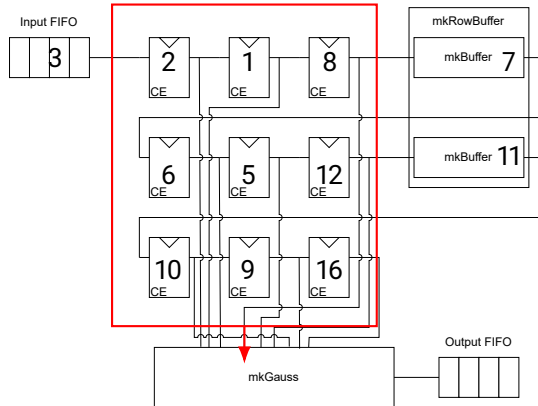 Input FIFO
3
2
CE
1
CE
8
CE
mkRowBuffer
mkBuffer 7
6
CE
5
CE
12
CE
mkBuffer 11
10
CE
9
CE
16
CE
mkGauss
Output FIFO